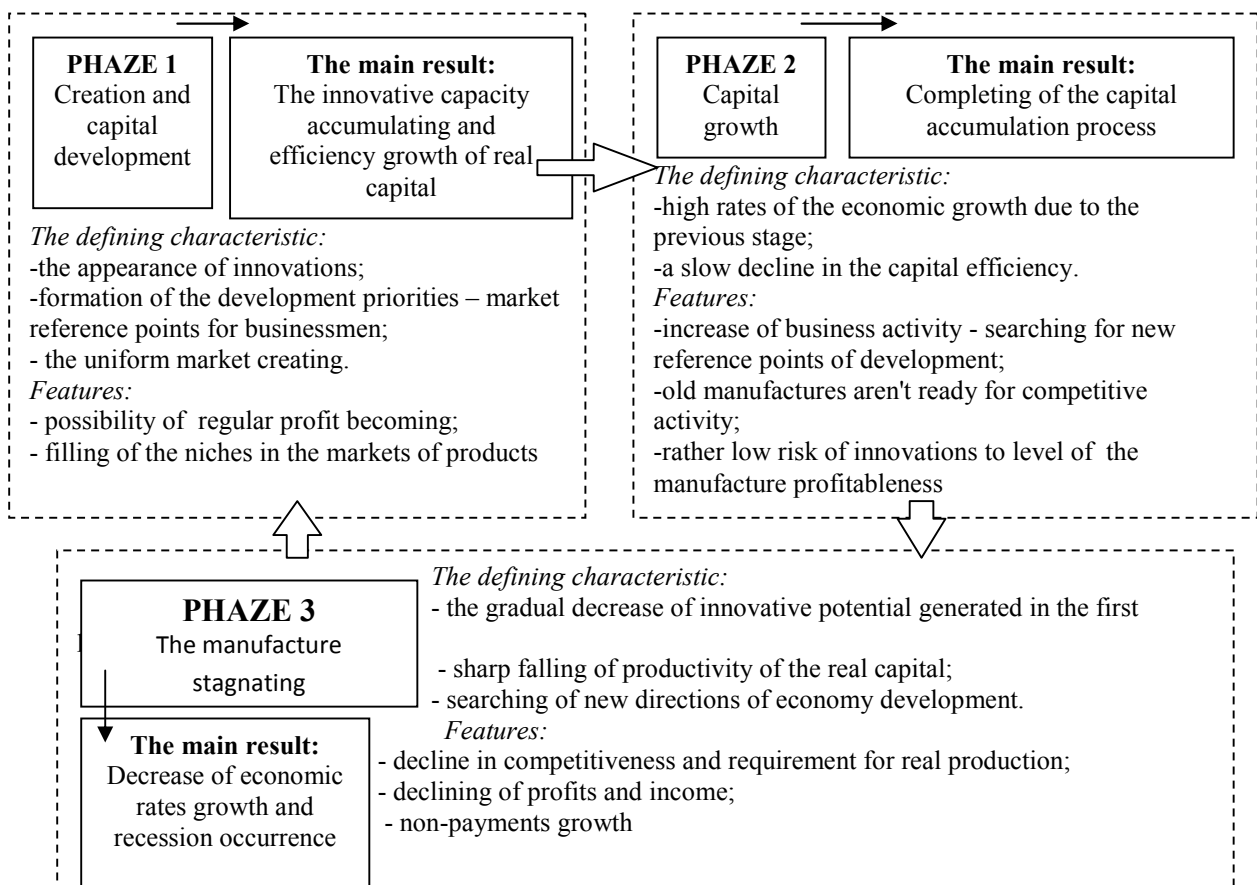 PHAZE 1
Creation and
capital
development
The main result:
The innovative capacity
accumulating and
efficiency growth of real
capital
The defining characteristic:
-the appearance of innovations;
-formation of the development priorities – market
reference points for businessmen;
- the uniform market creating.
Features:
- possibility of regular profit becoming;
- filling of the niches in the markets of products
PHAZE 2
Capital
growth
The main result:
Completing of the capital
accumulation process
The defining characteristic:
-high rates of the economic growth due to the
previous stage;
-a slow decline in the capital efficiency.
Features:
-increase of business activity - searching for new
reference points of development;
-old manufactures aren't ready for competitive
activity;
-rather low risk of innovations to level of the
manufacture profitableness
PHAZE 3
The manufacture
stagnating
The main result:
Decrease of economic
rates growth and
recession occurrence
The defining characteristic:
- the gradual decrease of innovative potential generated in the first
- sharp falling of productivity of the real capital;
- searching of new directions of economy development.
Features:
- decline in competitiveness and requirement for real production;
- declining of profits and income;
- non-payments growth